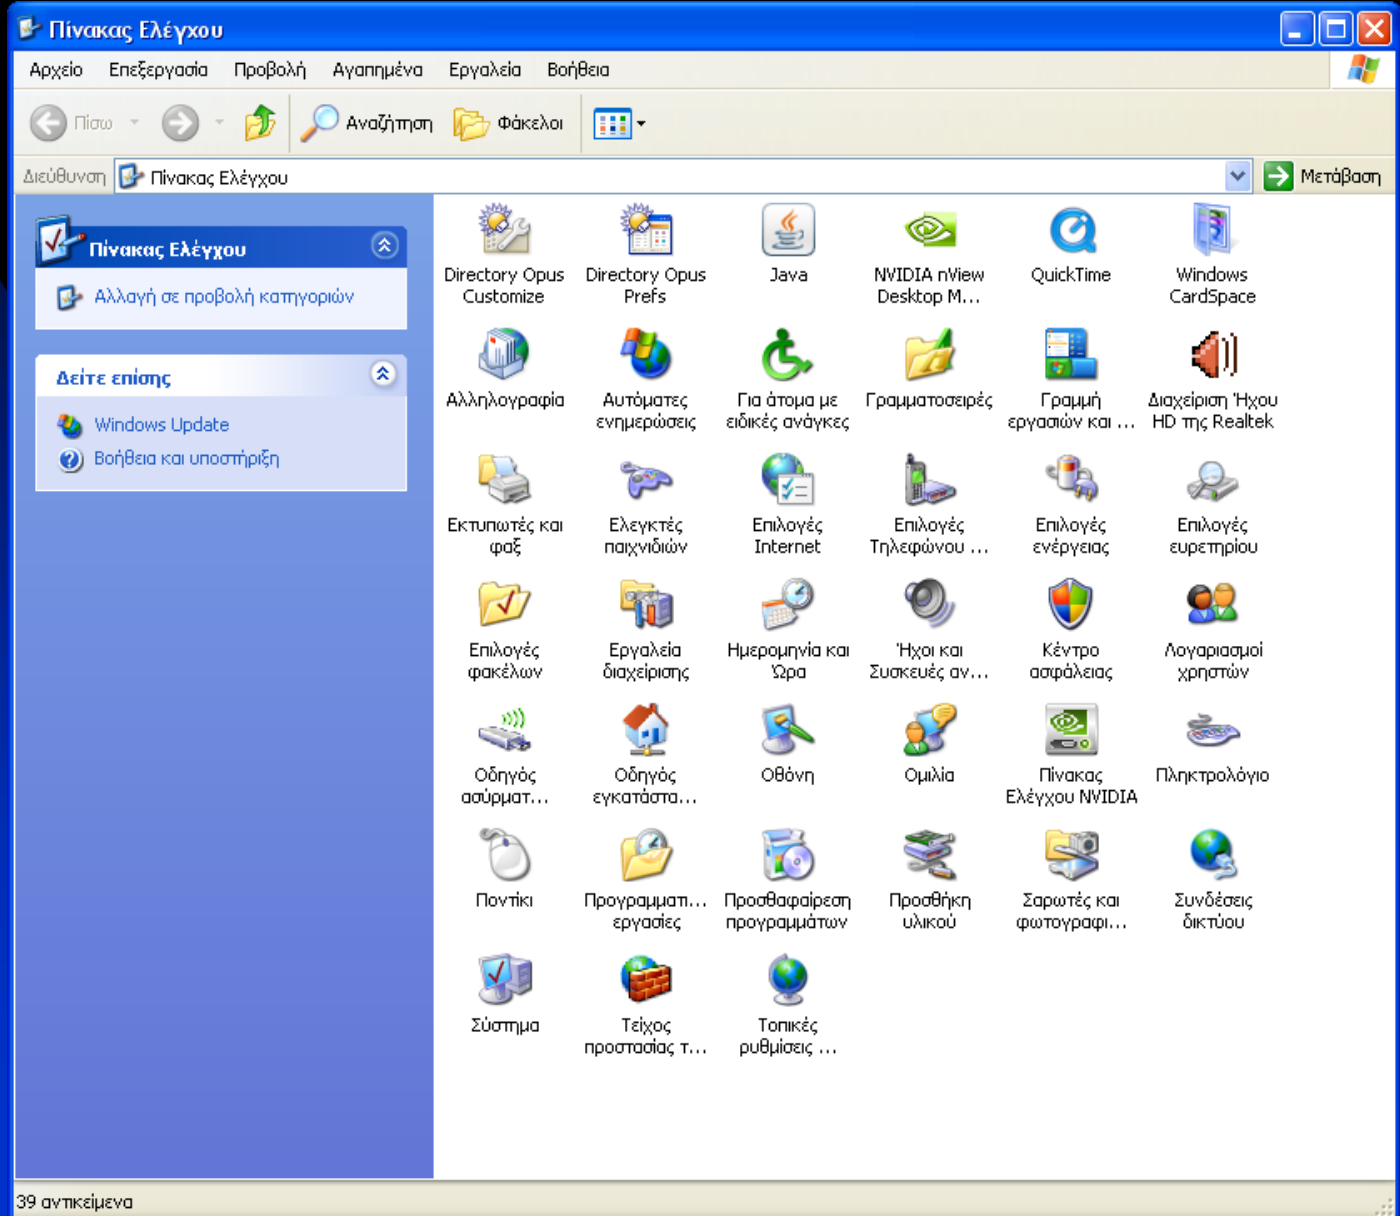 Πίνακας Ελέγχου
Αρχείο Επεξεργασία Προβολή Αγαπημένα Εργαλεία Βοήθεια
Πίσω Αναζήτηση Φάκελοι
Διεύθυνση Πίνακας Ελέγχου Μετάβαση
Πίνακας Ελέγχου
Αλλαγή σε προβολή κατηγοριών
Δείτε επίσης
Windows Update
Βοήθεια και υποστήριξη
Directory Opus
Customize
Directory Opus
Prefs
Java
NVIDIA nView
Desktop M...
QuickTime
Windows
CardSpace
Αλληλογραφία
Αυτόματες
ενημερώσεις
Για άτομα με
ειδικές ανάγκες
Γραμματοσειρές
Γραμμή
εργασιών και ...
Διαχείριση Ήχου
HD της Realtek
Εκτυπωτές και
φαξ
Ελεγκτές
παιχνιδιών
Επιλογές
Internet
Επιλογές
Τηλεφώνου ...
Επιλογές
ενέργειας
Επιλογές
ευρετηρίου
Επιλογές
φακέλων
Εργαλεία
διαχείρισης
Ημερομηνία και
Ώρα
Ήχοι και
Συσκευές αν...
Κέντρο
ασφάλειας
Λογαριασμοί
χρηστών
Οδηγός
ασύρματ...
Οδηγός
εγκατάστα...
Οθόνη
Ομιλία
Πίνακας
Ελέγχου NVIDIA
Πληκτρολόγιο
Ποντίκι
Προγραμματι...
εργασίες
Προσθαφαίρεση
προγραμμάτων
Προσθήκη
υλικού
Σαρωτές και
φωτογραφι...
Συνδέσεις
δικτύου
Σύστημα
Τείχος
προστασίας τ...
Τοπικές
ρυθμίσεις ...
39 αντικείμενα